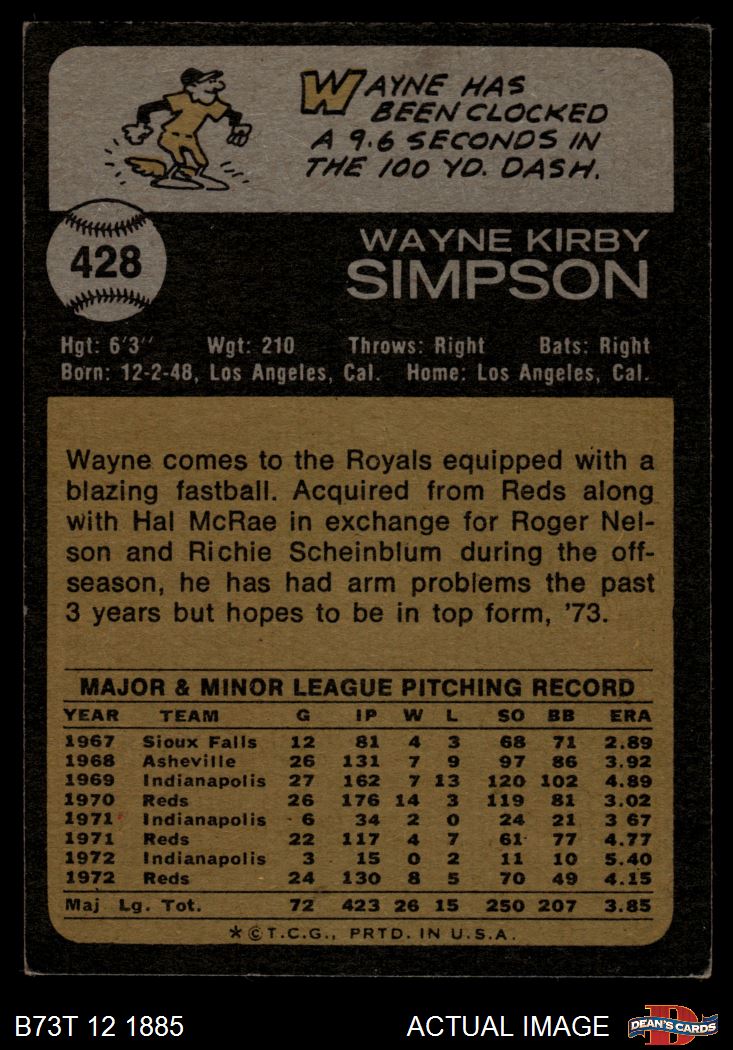 WAYNE HAS
BEEN CLOCKED
A 9.6 SECONDS IN
THE 100 YD. DASH.
428
WAYNE KIRBY
SIMPSON
Hgt: 6'3" Wgt: 210 Throws: Right Bats: Right
Born: 12-2-48, Los Angeles, Cal. Home: Los Angeles, Cal.
Wayne comes to the Royals equipped with a
blazing fastball. Acquired from Reds along
with Hal McRae in exchange for Roger Nel-
son and Richie Scheinblum during the off-
season, he has had arm problems the past
3 years but hopes to be in top form, '73.
MAJOR & MINOR LEAGUE PITCHING RECORD
YEAR TEAM G IP W L SO BB ERA
1967 Sioux Falls 12 81 4 3 68 71 2.89
1968 Asheville 26 131 7 9 97 86 3.92
1969 Indianapolis 27 162 7 13 120 102 4.89
1970 Reds 26 176 14 3 119 81 3.02
1971 Indianapolis 6 34 2 0 24 21 3 67
1971 Reds 22 117 4 7 61 77 4.77
1972 Indianapolis 3 15 0 2 11 10 5.40
1972 Reds 24 130 8 5 70 49 4.15
Maj Lg. Tot. 72 423 26 15 250 207 3.85
*©T.C.G., PRTD. IN U.S.A.
B73T 12 1885 ACTUAL IMAGE D DEAN'S CARDS